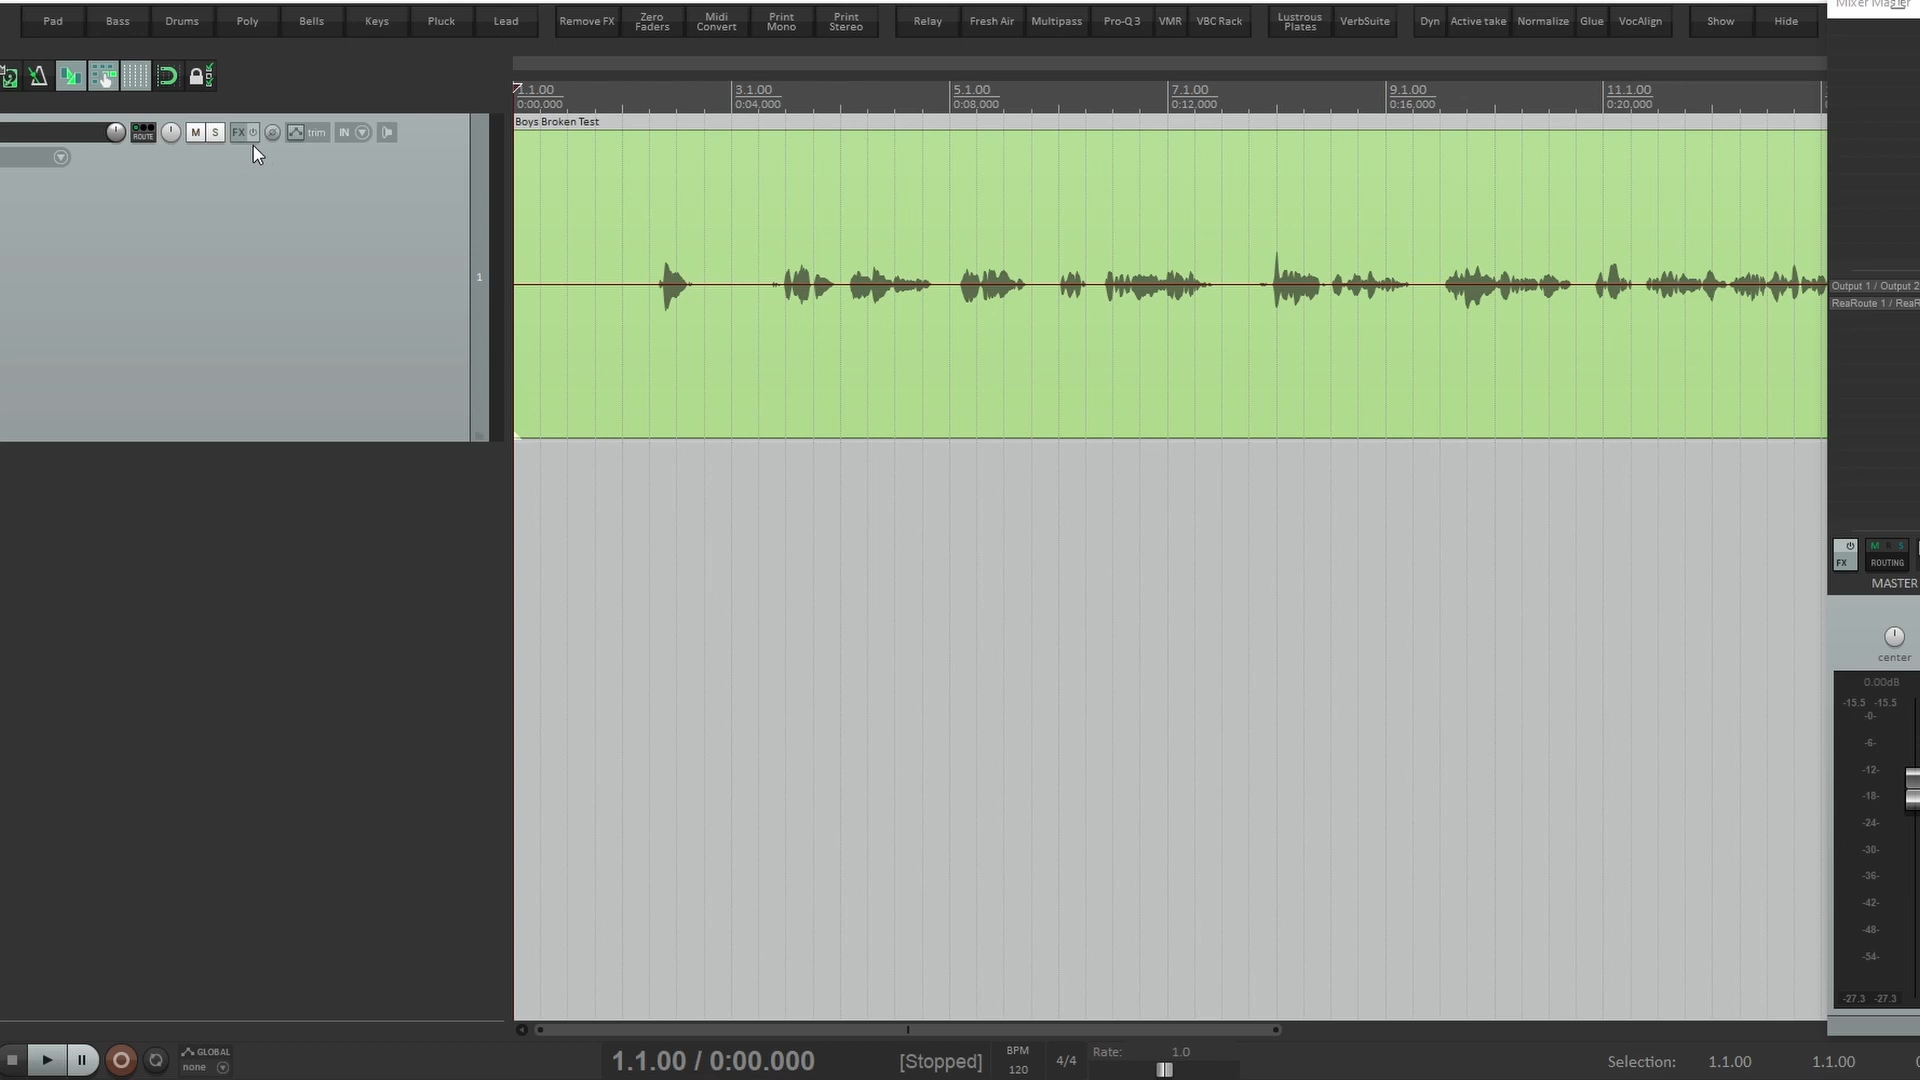 Mixer Master
Pad Bass Drums Poly Bells Keys Pluck Lead Remove FX Zero Faders Midi Convert Print Mono Print Stereo Relay Fresh Air Multipass Pro-Q 3 VMR VBC Rack Lustrous Plates VerbSuite Dyn Active take Normalize Glue VocAlign Show Hide
1.1.00 3.1.00 5.1.00 7.1.00 9.1.00 11.1.00
0:00.000 0:04.000 0:08.000 0:12.000 0:16.000 0:20.000
Boys Broken Test
ROUTE M S FX trim IN
1
Output 1 / Output 2
ReaRoute 1 / ReaR
M S
FX ROUTING
MASTER
center
0.00dB
-15.5 -15.5
-0-
-6-
-12-
-18-
-24-
-30-
-36-
-42-
-48-
-54-
-27.3 -27.3
GLOBAL
none
1.1.00 / 0:00.000
[Stopped]
BPM
120
4/4
Rate: 1.0
Selection: 1.1.00 1.1.00